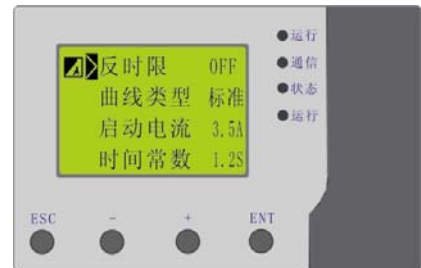 反时限 OFF
曲线类型 标准
启动电流 3.5A
时间常数 1.2S
运行
通信
状态
运行
ESC - + ENT